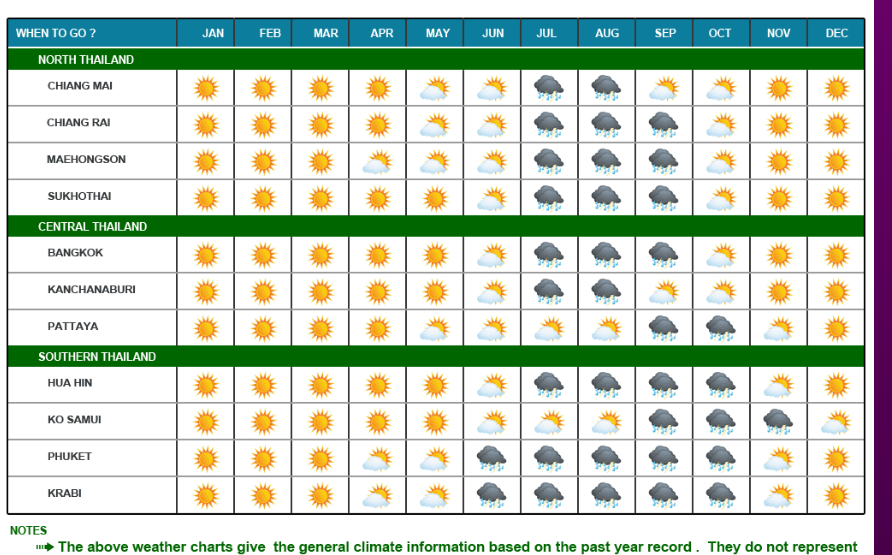 WHEN TO GO ? JAN FEB MAR APR MAY JUN JUL AUG SEP OCT NOV DEC
NORTH THAILAND
CHIANG MAI
CHIANG RAI
MAEHONGSON
SUKHOTHAI
CENTRAL THAILAND
BANGKOK
KANCHANABURI
PATTAYA
SOUTHERN THAILAND
HUA HIN
KO SAMUI
PHUKET
KRABI
NOTES
The above weather charts give the general climate information based on the past year record . They do not represent